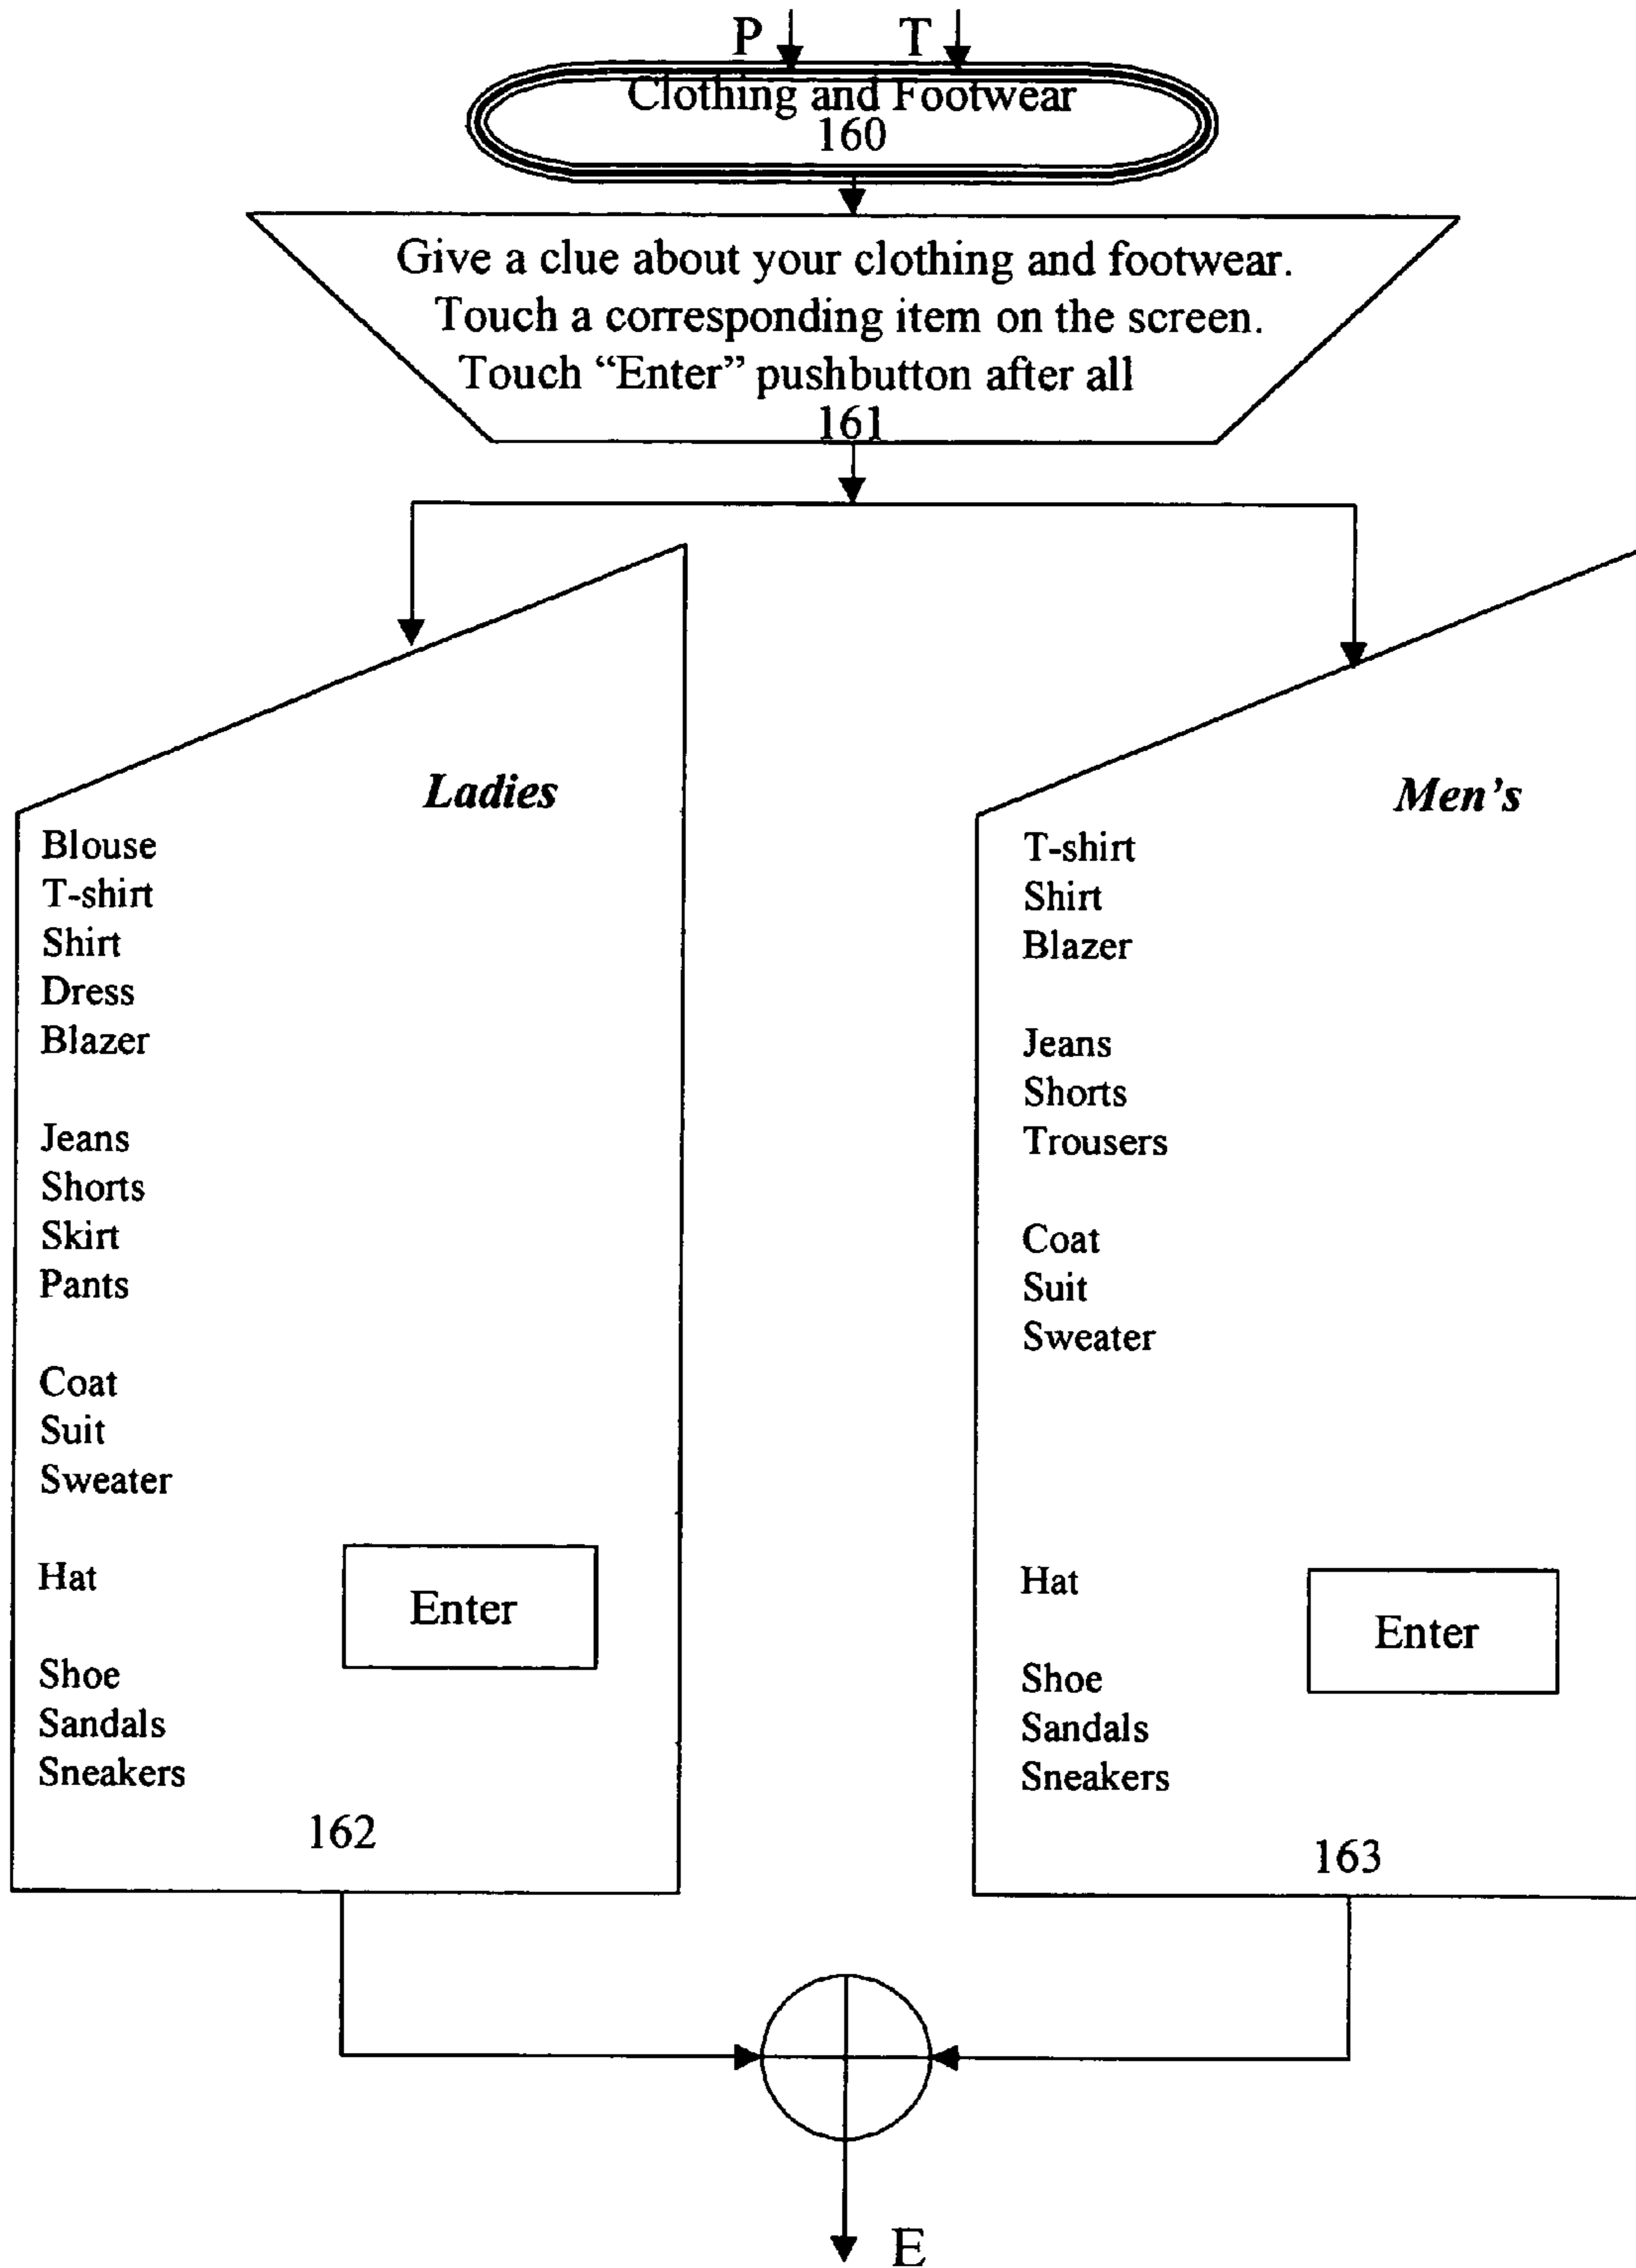 P T
Clothing and Footwear
160
Give a clue about your clothing and footwear.
Touch a corresponding item on the screen.
Touch “Enter” pushbutton after all
161
Ladies
Blouse
T-shirt
Shirt
Dress
Blazer
Jeans
Shorts
Skirt
Pants
Coat
Suit
Sweater
Hat
Enter
Shoe
Sandals
Sneakers
162
Men’s
T-shirt
Shirt
Blazer
Jeans
Shorts
Trousers
Coat
Suit
Sweater
Hat
Enter
Shoe
Sandals
Sneakers
163
E